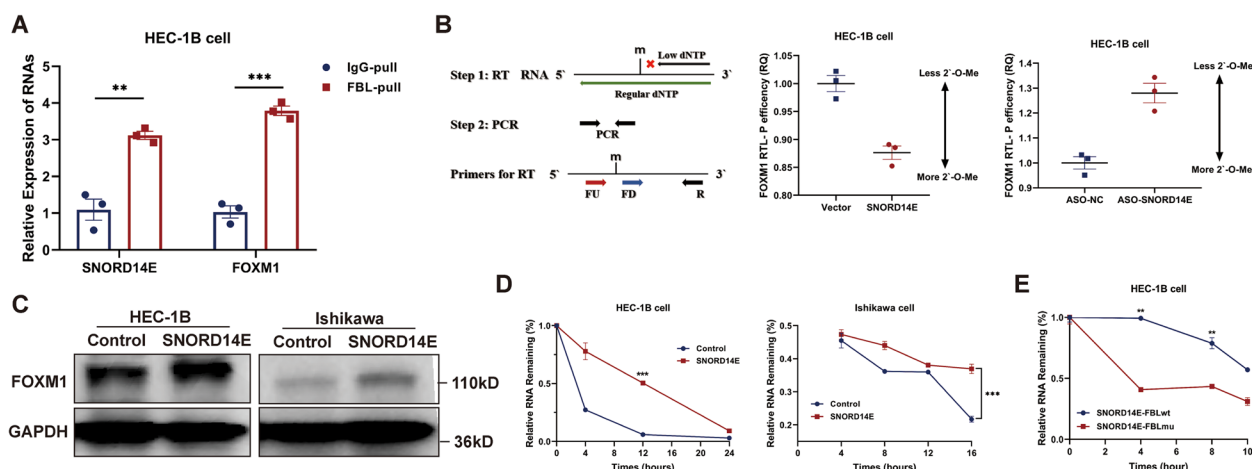 A
HEC-1B cell
Relative Expression of RNAs
5
4
3
2
1
0
**
***
IgG-pull
FBL-pull
SNORD14E
FOXM1
B
Step 1: RT RNA 5` m Low dNTP 3`
Regular dNTP
Step 2: PCR
PCR
Primers for RT 5` m 3`
FU FD R
HEC-1B cell
FOXM1 RTL- P efficency (RQ)
1.05
1.00
0.95
0.90
0.85
0.80
Less 2`-O-Me
More 2`-O-Me
Vector SNORD14E
HEC-1B cell
FOXM1 RTL- P efficency (RQ)
1.4
1.3
1.2
1.1
1.0
0.9
Less 2`-O-Me
More 2`-O-Me
ASO-NC ASO-SNORD14E
C
HEC-1B Ishikawa
Control SNORD14E Control SNORD14E
FOXM1 110kD
GAPDH 36kD
D
HEC-1B cell
Relative RNA Remaining (%)
1.0
0.5
0.0
***
Control
SNORD14E
0 4 8 12 16 20 24
Times (hours)
Ishikawa cell
Relative RNA Remaining (%)
0.5
0.4
0.3
0.2
0.1
0.0
***
Control
SNORD14E
0 4 8 12 16
Times (hours)
E
HEC-1B cell
Relative RNA Remaining (%)
1.0
0.5
0.0
**
**
SNORD14E-FBLwt
SNORD14E-FBLmu
0 4 8 10
Times (hour)